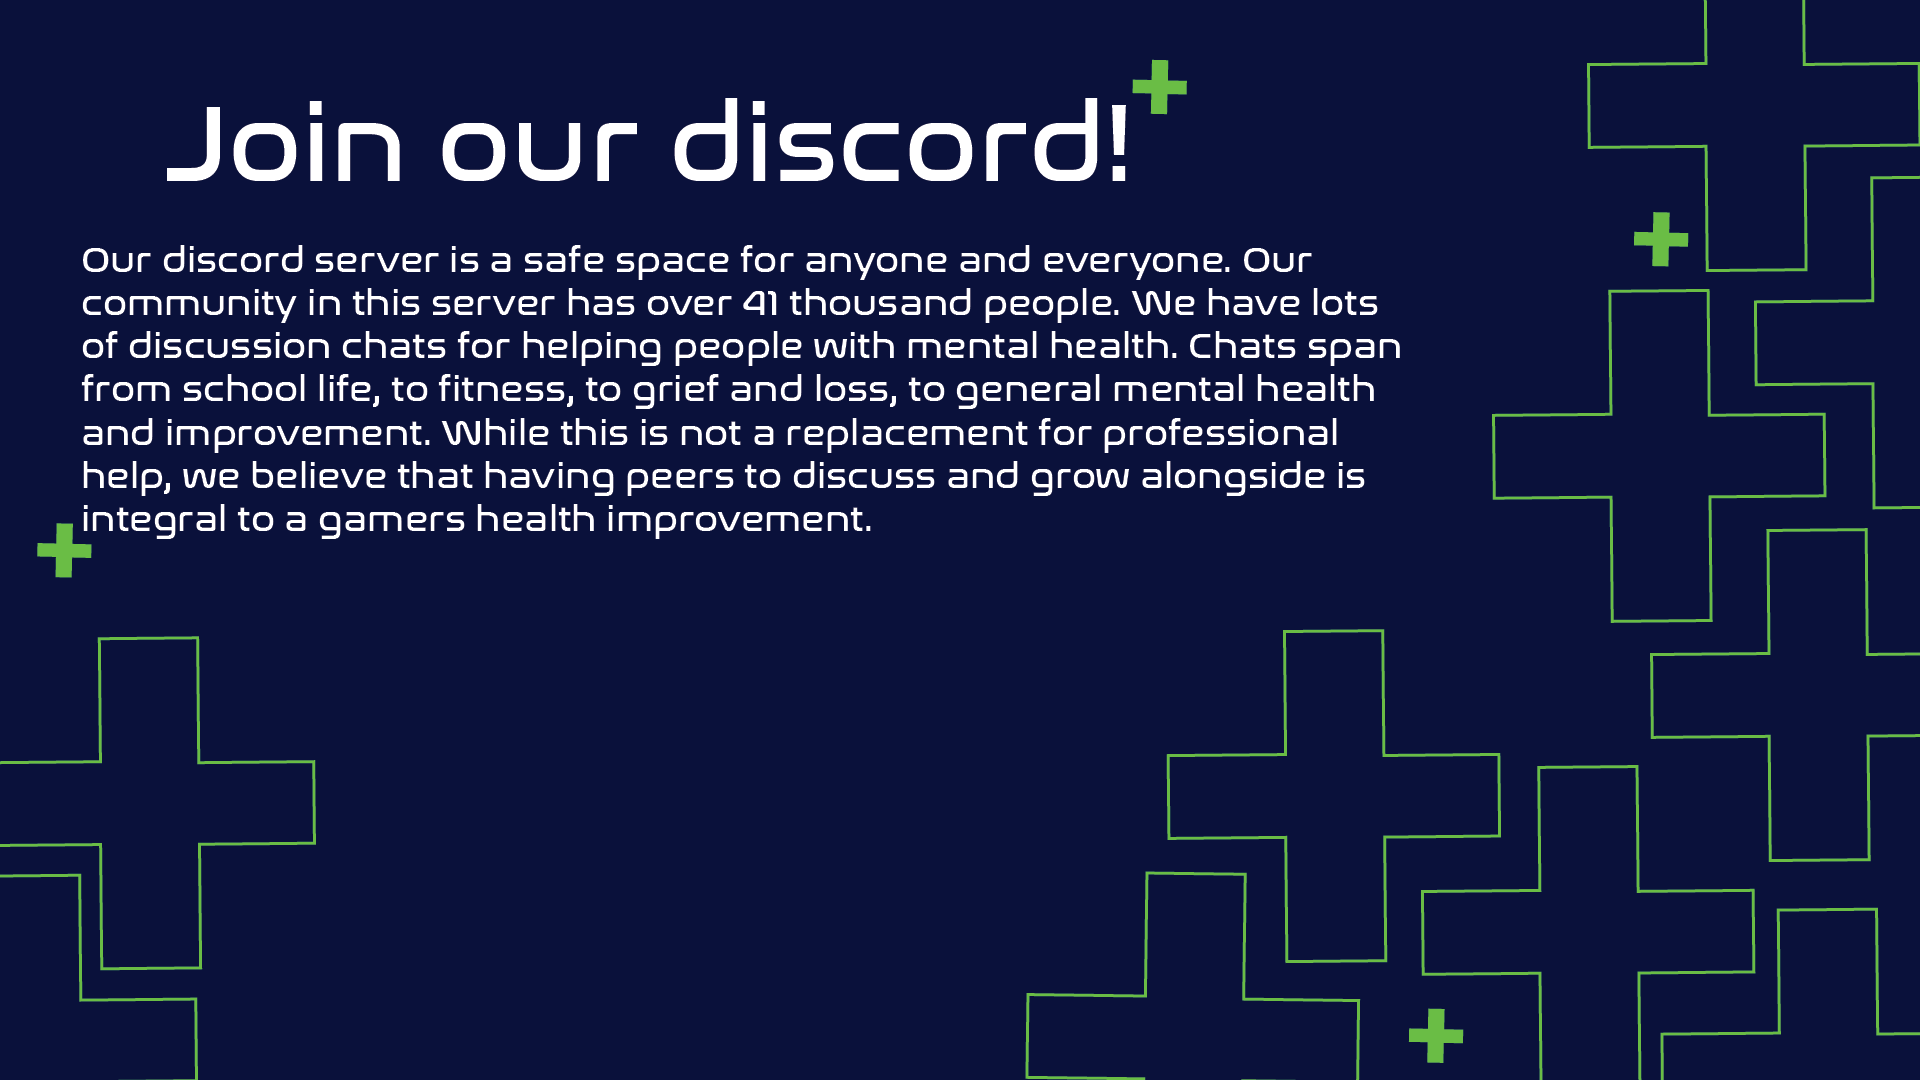 Join our discord!
Our discord server is a safe space for anyone and everyone. Our
community in this server has over 41 thousand people. We have lots
of discussion chats for helping people with mental health. Chats span
from school life, to fitness, to grief and loss, to general mental health
and improvement. While this is not a replacement for professional
help, we believe that having peers to discuss and grow alongside is
integral to a gamers health improvement.